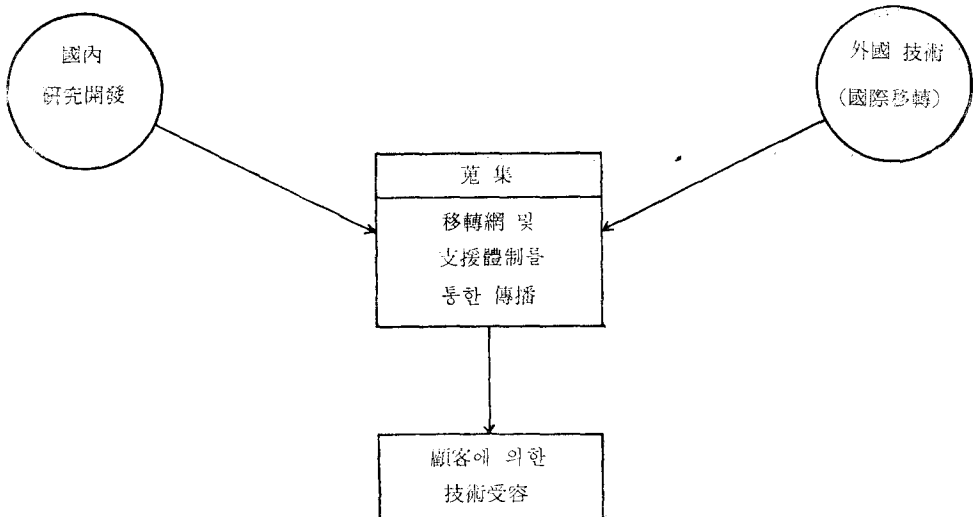 國內
硏究開發
外國 技術
(國際移轉)
蒐 集
移轉網 및
支援體制를
통한 傳播
顧客에 의한
技術受容